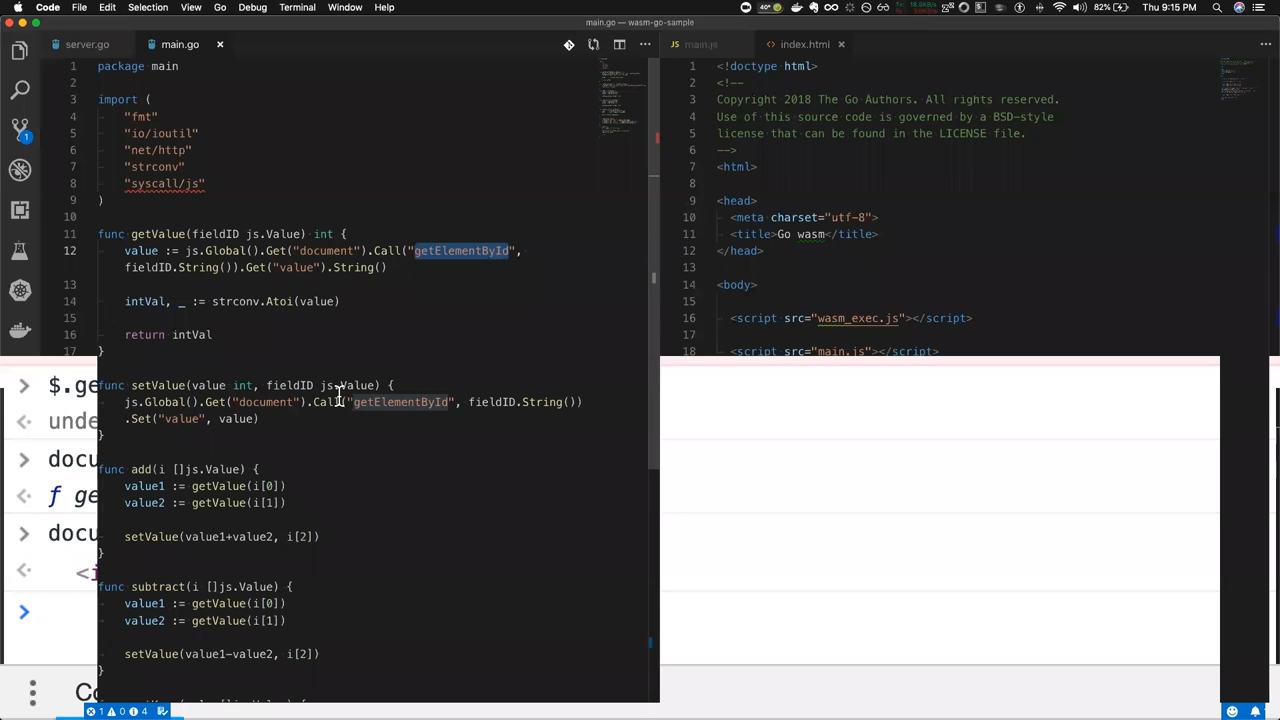 Code File Edit Selection View Go Debug Terminal Window Help
main.go — wasm-go-sample
server.go main.go
main.js index.html
1 package main
2
3 import (
4 "fmt"
5 "io/ioutil"
6 "net/http"
7 "strconv"
8 "syscall/js"
9 )
10
11 func getValue(fieldID js.Value) int {
12 value := js.Global().Get("document").Call("getElementById",
fieldID.String()).Get("value").String()
13
14 intVal, _ := strconv.Atoi(value)
15
16 return intVal
17 }
func setValue(value int, fieldID js.Value) {
js.Global().Get("document").Call("getElementById", fieldID.String())
.Set("value", value)
}
func add(i []js.Value) {
value1 := getValue(i[0])
value2 := getValue(i[1])
setValue(value1+value2, i[2])
}
func subtract(i []js.Value) {
value1 := getValue(i[0])
value2 := getValue(i[1])
setValue(value1-value2, i[2])
}
1 <!doctype html>
2 <!--
3 Copyright 2018 The Go Authors. All rights reserved.
4 Use of this source code is governed by a BSD-style
5 license that can be found in the LICENSE file.
6 -->
7 <html>
8
9 <head>
10 <meta charset="utf-8">
11 <title>Go wasm</title>
12 </head>
13
14 <body>
15
16 <script src="wasm_exec.js"></script>
17
18 <script src="main.js"></script>
$.ge
unde
docu
f ge
docu
<i
Co
1 0 4